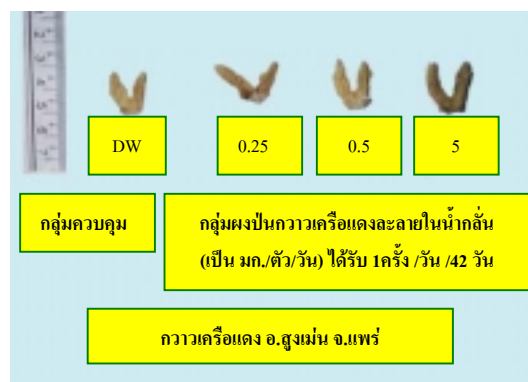 DW
0.25
0.5
5
กลุ่มควบคุม
กลุ่มผงป่นกวาวเครือแดงละลายในน้ำกลั่น
(เป็น มก./ตัว/วัน) ได้รับ 1ครั้ง /วัน /42 วัน
กวาวเครือแดง อ.สูงเม่น จ.แพร่